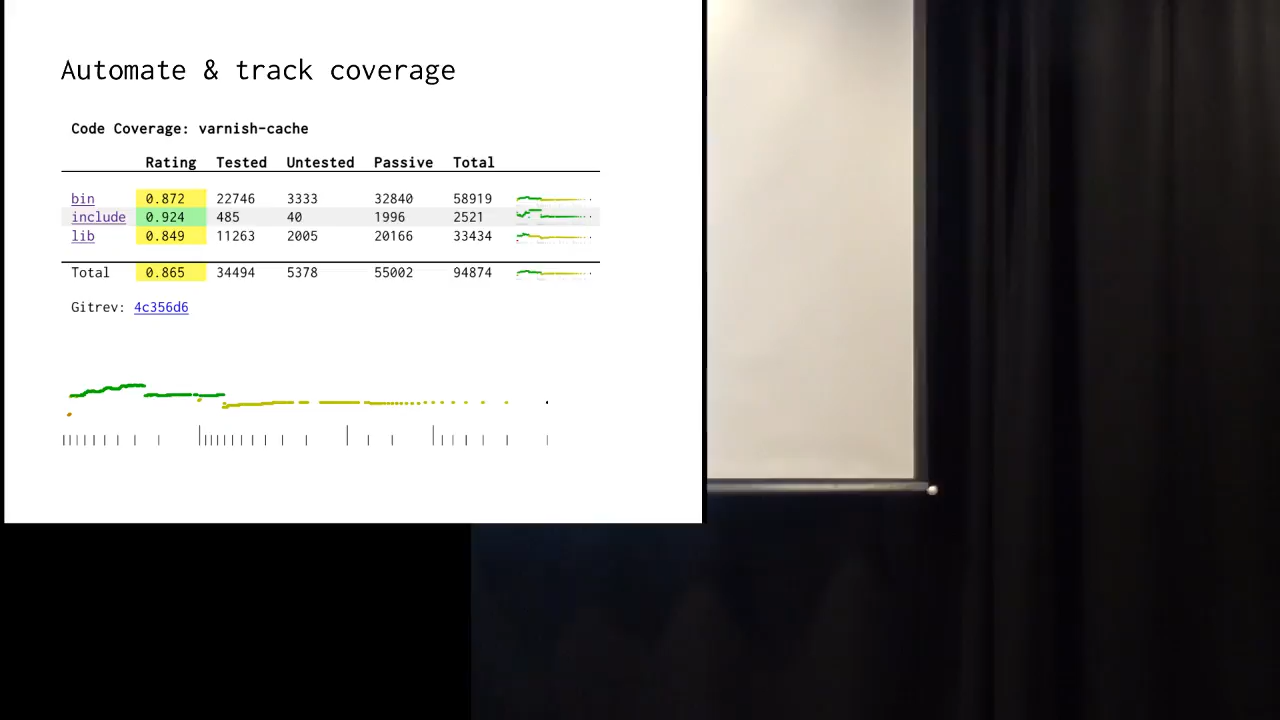 Automate & track coverage
Code Coverage: varnish-cache
Rating Tested Untested Passive Total
bin 0.872 22746 3333 32840 58919
include 0.924 485 40 1996 2521
lib 0.849 11263 2005 20166 33434
Total 0.865 34494 5378 55002 94874
Gitrev: 4c356d6